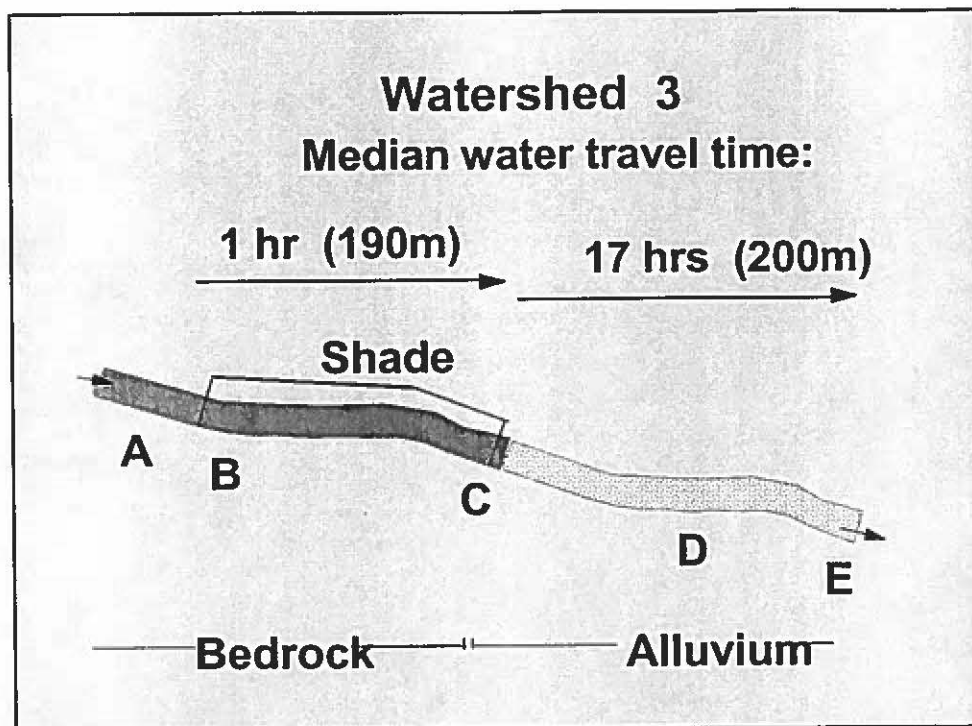 Watershed 3
Median water travel time:
1 hr (190m)
17 hrs (200m)
Shade
A
B
C
D
E
Bedrock
Alluvium